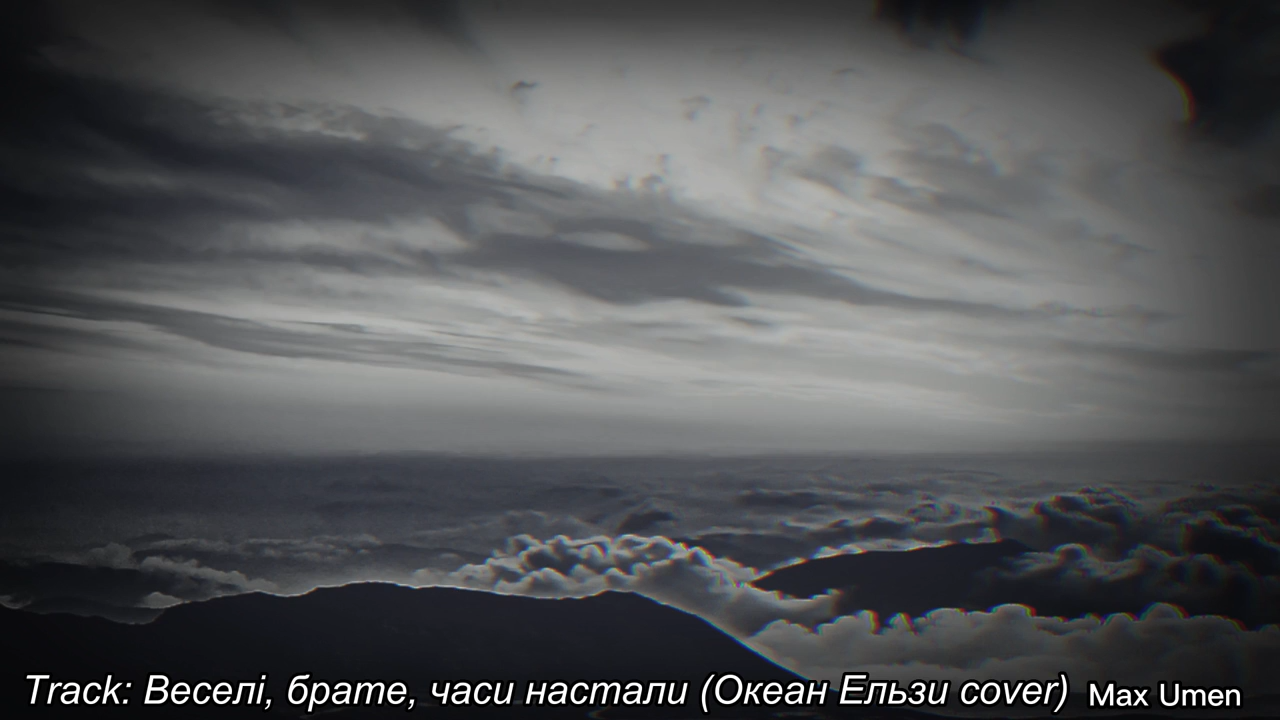 Track: Веселі, брате, часи настали (Океан Ельзи cover) Max Umen